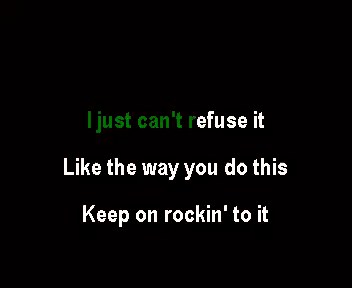 I just can't refuse it
Like the way you do this
Keep on rockin' to it